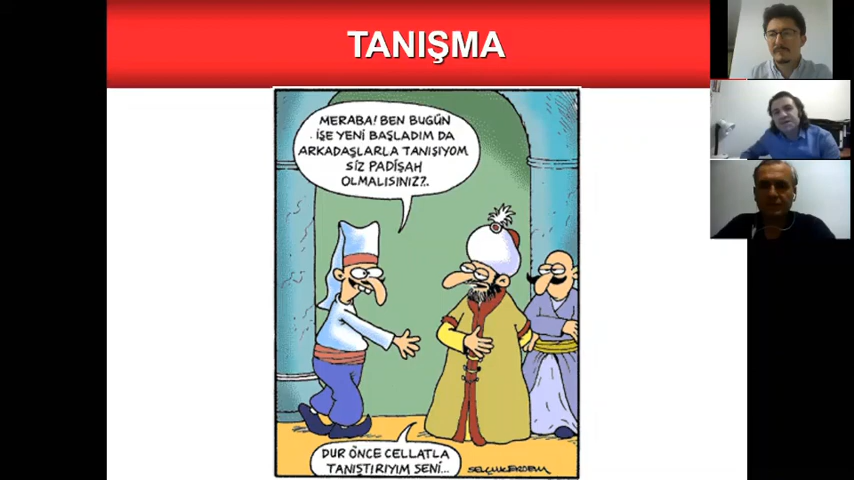 TANIŞMA
MERABA! BEN BUGÜN
İŞE YENİ BAŞLADIM DA
ARKADAŞLARLA TANIŞIYOM
SİZ PADİŞAH
OLMALISINIZ?..
DUR ÖNCE CELLATLA
TANIŞTIRIYIM SENİ...
SELÇUK ERDEM